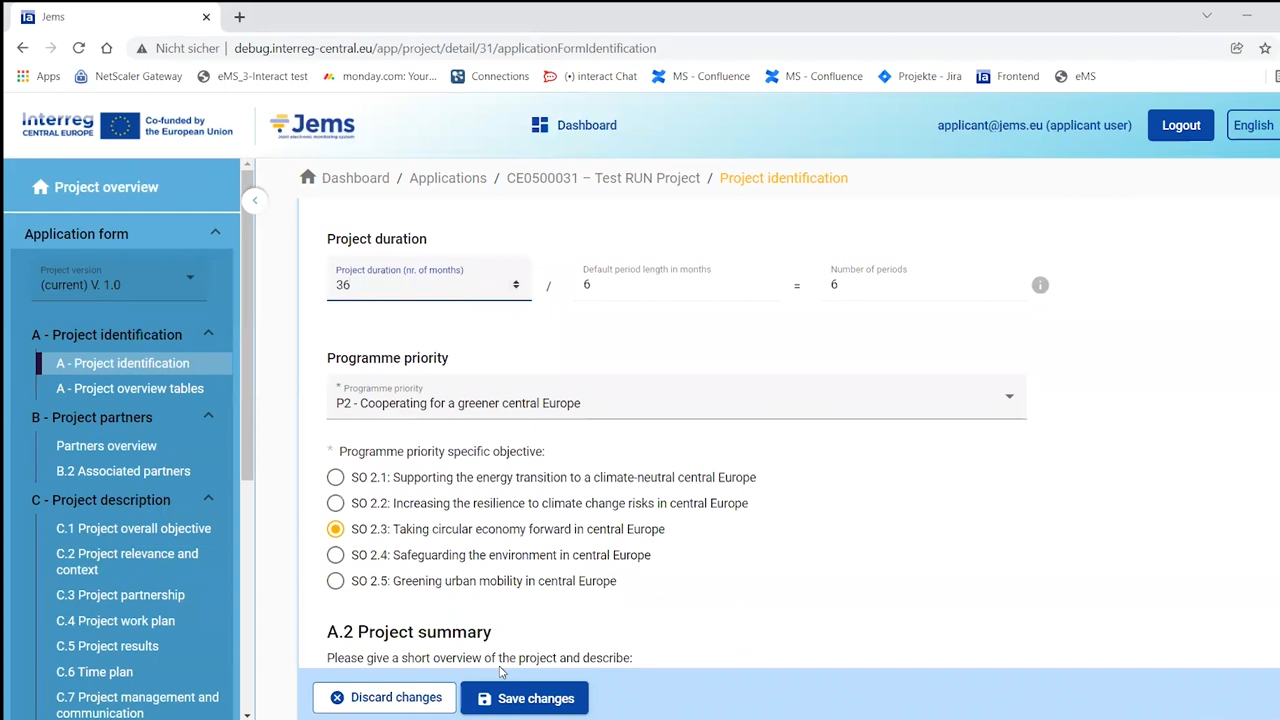 Jems
Nicht sicher | debug.interreg-central.eu/app/project/detail/31/applicationFormIdentification
Apps NetScaler Gateway eMS_3-Interact test monday.com: Your... Connections (•) interact Chat MS - Confluence MS - Confluence Projekte - Jira Frontend eMS
Interreg CENTRAL EUROPE Co-funded by the European Union
Jems
Joint electronic monitoring system
Dashboard
applicant@jems.eu (applicant user)
Logout
English
Project overview
Application form
Project version
(current) V. 1.0
A - Project identification
A - Project identification
A - Project overview tables
B - Project partners
Partners overview
B.2 Associated partners
C - Project description
C.1 Project overall objective
C.2 Project relevance and
context
C.3 Project partnership
C.4 Project work plan
C.5 Project results
C.6 Time plan
C.7 Project management and
communication
Dashboard / Applications / CE0500031 – Test RUN Project / Project identification
Project duration
Project duration (nr. of months)
36
/
Default period length in months
6
=
Number of periods
6
Programme priority
* Programme priority
P2 - Cooperating for a greener central Europe
* Programme priority specific objective:
SO 2.1: Supporting the energy transition to a climate-neutral central Europe
SO 2.2: Increasing the resilience to climate change risks in central Europe
SO 2.3: Taking circular economy forward in central Europe
SO 2.4: Safeguarding the environment in central Europe
SO 2.5: Greening urban mobility in central Europe
A.2 Project summary
Please give a short overview of the project and describe:
Discard changes
Save changes